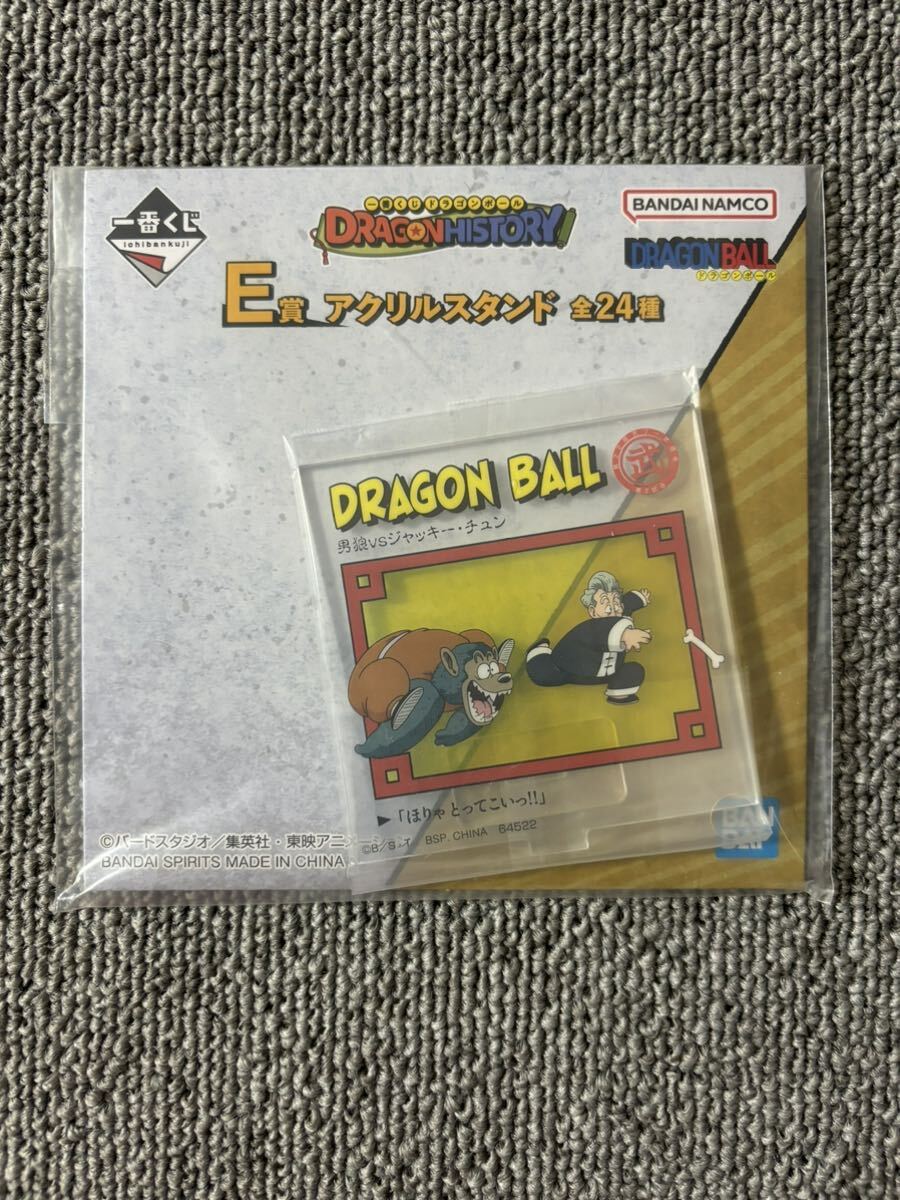 一番くじ
ichibankuji
一番くじ ドラゴンボール
DRAGONHISTORY
BANDAI NAMCO
DRAGON BALL
ドラゴンボール
E賞 アクリルスタンド 全24種
DRAGON BALL
男狼VSジャッキー・チュン
「ほりゃ とってこいっ!!」
©B/S・T BSP. CHINA 64522
©バードスタジオ/集英社・東映アニメーション
BANDAI SPIRITS MADE IN CHINA
BANDAI